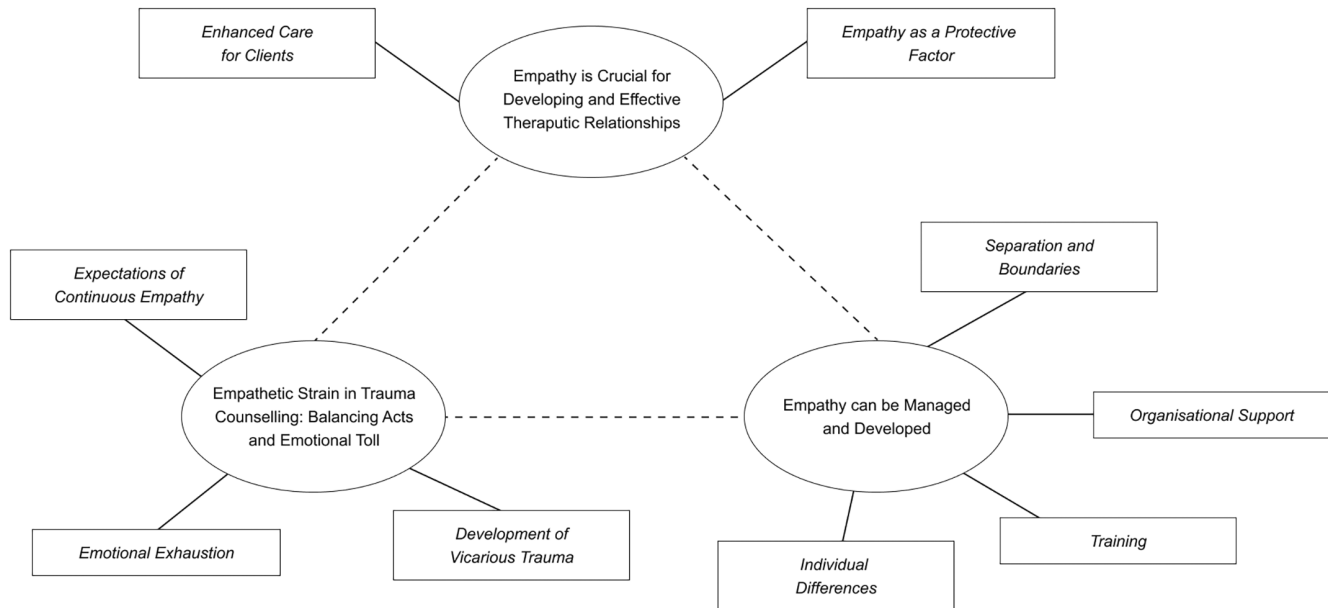 Enhanced Care
for Clients
Empathy as a Protective
Factor
Empathy is Crucial for
Developing and Effective
Theraputic Relationships
Separation and
Boundaries
Expectations of
Continuous Empathy
Empathetic Strain in Trauma
Counselling: Balancing Acts
and Emotional Toll
Empathy can be Managed
and Developed
Organisational Support
Emotional Exhaustion
Development of
Vicarious Trauma
Training
Individual
Differences